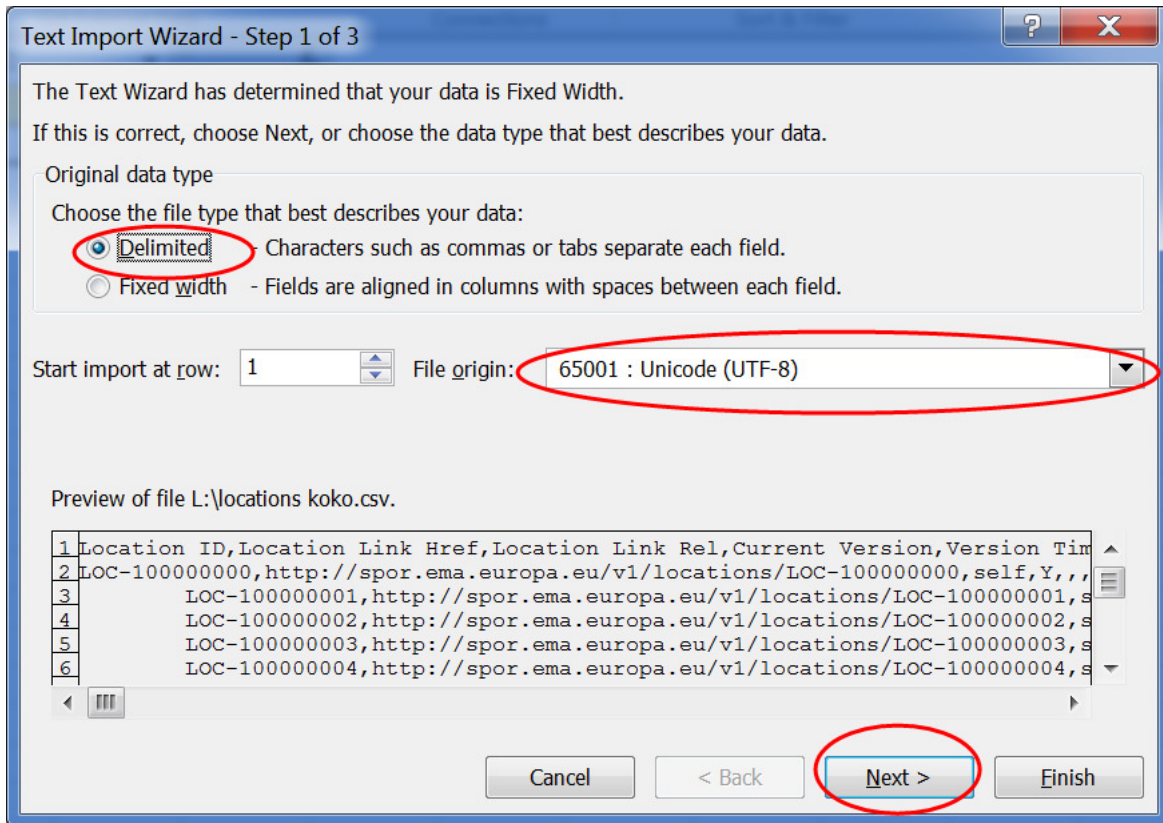 Text Import Wizard - Step 1 of 3
The Text Wizard has determined that your data is Fixed Width.
If this is correct, choose Next, or choose the data type that best describes your data.
Original data type
Choose the file type that best describes your data:
Delimited - Characters such as commas or tabs separate each field.
Fixed width - Fields are aligned in columns with spaces between each field.
Start import at row: 1 File origin: 65001 : Unicode (UTF-8)
Preview of file L:\locations koko.csv.
1 Location ID,Location Link Href,Location Link Rel,Current Version,Version Tim
2 LOC-100000000,http://spor.ema.europa.eu/v1/locations/LOC-100000000,self,Y,,,
3 LOC-100000001,http://spor.ema.europa.eu/v1/locations/LOC-100000001,s
4 LOC-100000002,http://spor.ema.europa.eu/v1/locations/LOC-100000002,s
5 LOC-100000003,http://spor.ema.europa.eu/v1/locations/LOC-100000003,s
6 LOC-100000004,http://spor.ema.europa.eu/v1/locations/LOC-100000004,s
Cancel < Back Next > Finish